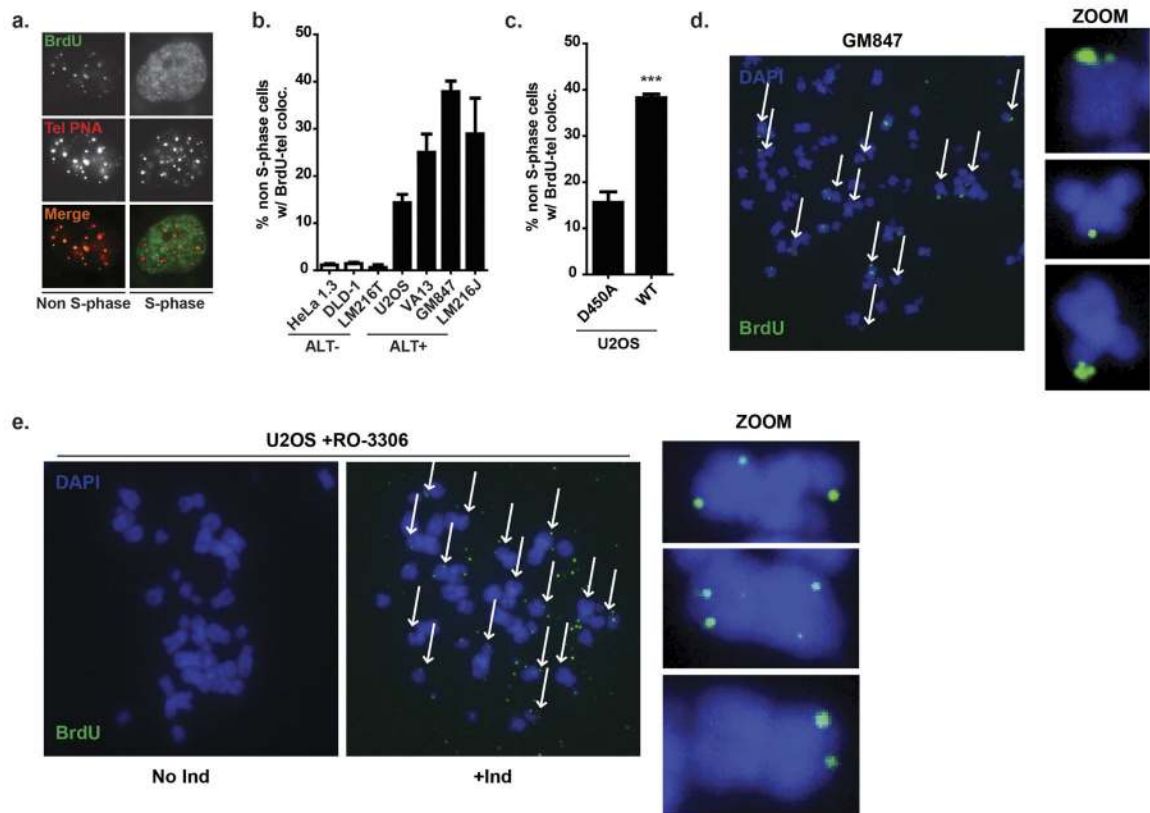 a.
BrdU
Tel PNA
Merge
Non S-phase
S-phase
b.
% non S-phase cells
w/ BrdU-tel coloc.
50
40
30
20
10
0
HeLa 1.3
DLD-1
LM216T
U2OS
VA13
GM847
LM216J
ALT-
ALT+
c.
% non S-phase cells
w/ BrdU-tel coloc.
50
40
30
20
10
0
***
D450A
WT
U2OS
d.
GM847
DAPI
BrdU
ZOOM
e.
U2OS +RO-3306
DAPI
BrdU
No Ind
+Ind
ZOOM